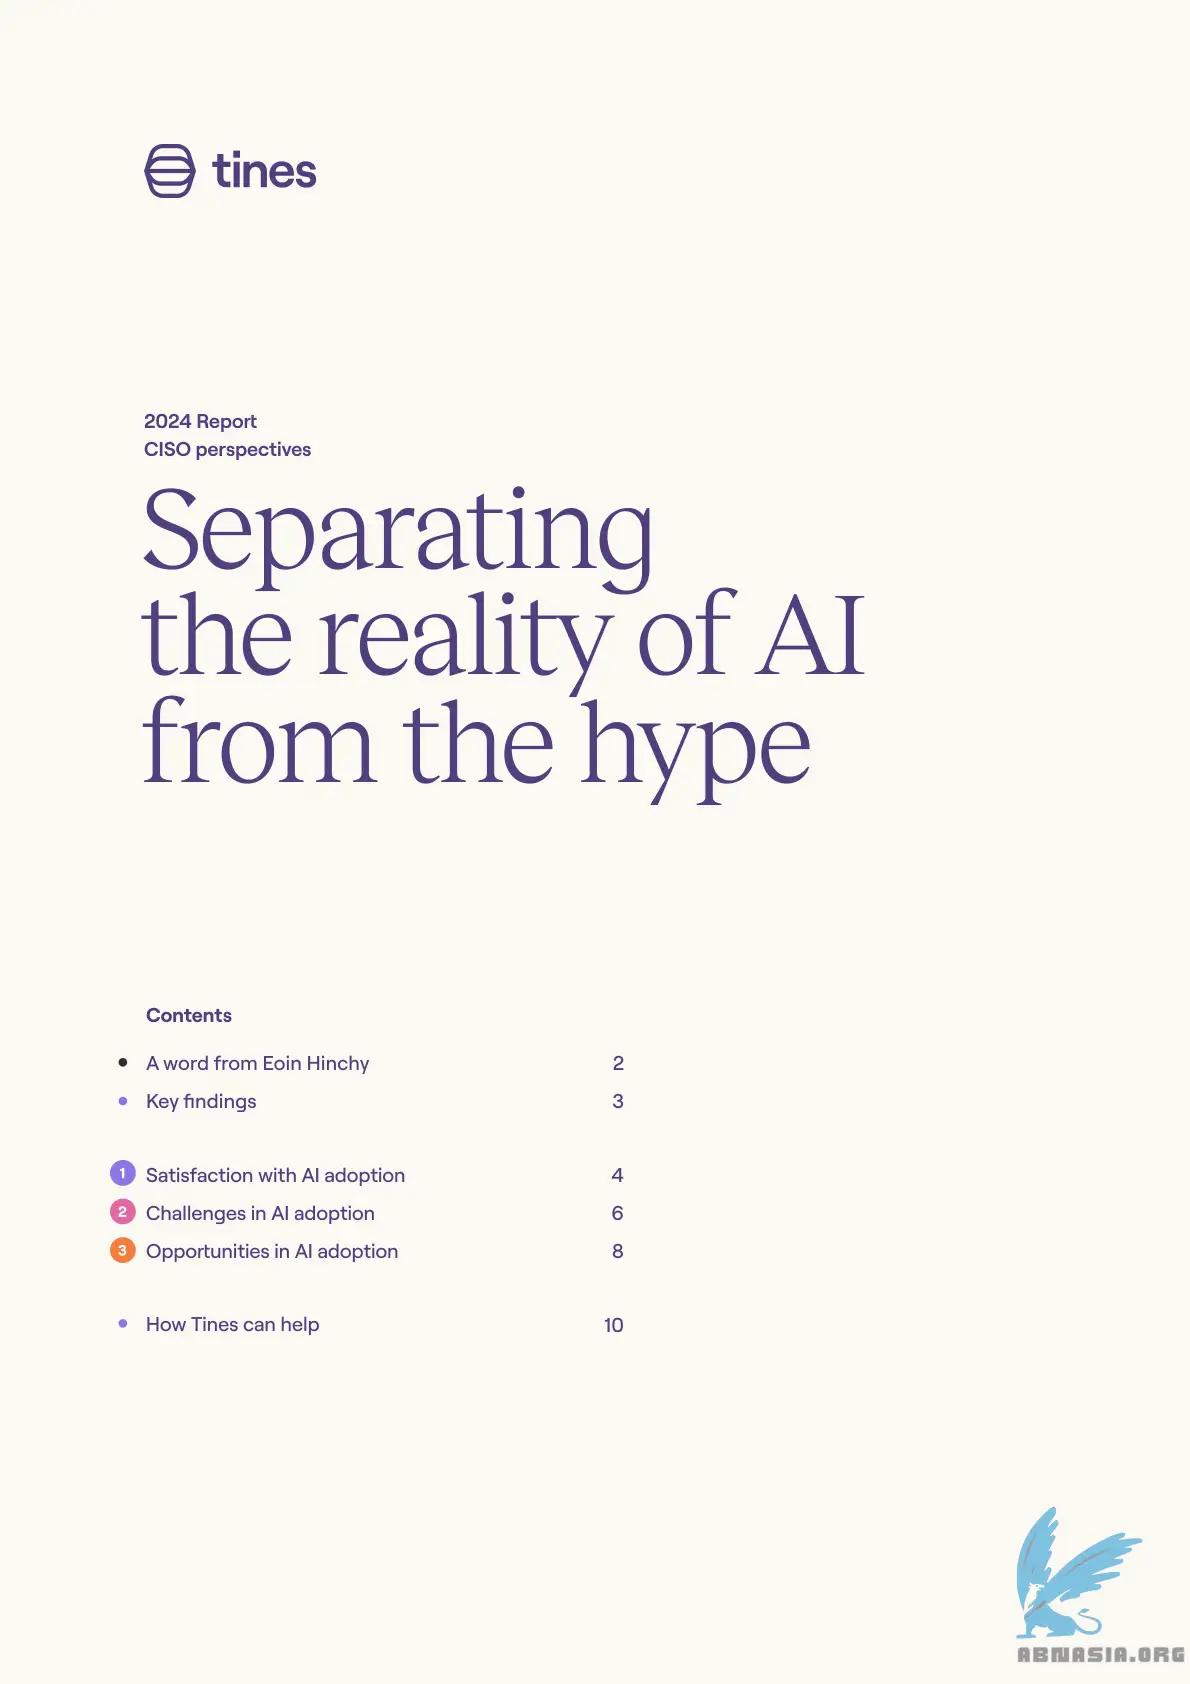 tines
2024 Report
CISO perspectives
Separating
the reality of AI
from the hype
Contents
A word from Eoin Hinchy 2
Key findings 3
1 Satisfaction with AI adoption 4
2 Challenges in AI adoption 6
3 Opportunities in AI adoption 8
How Tines can help 10
ABNASIA.ORG